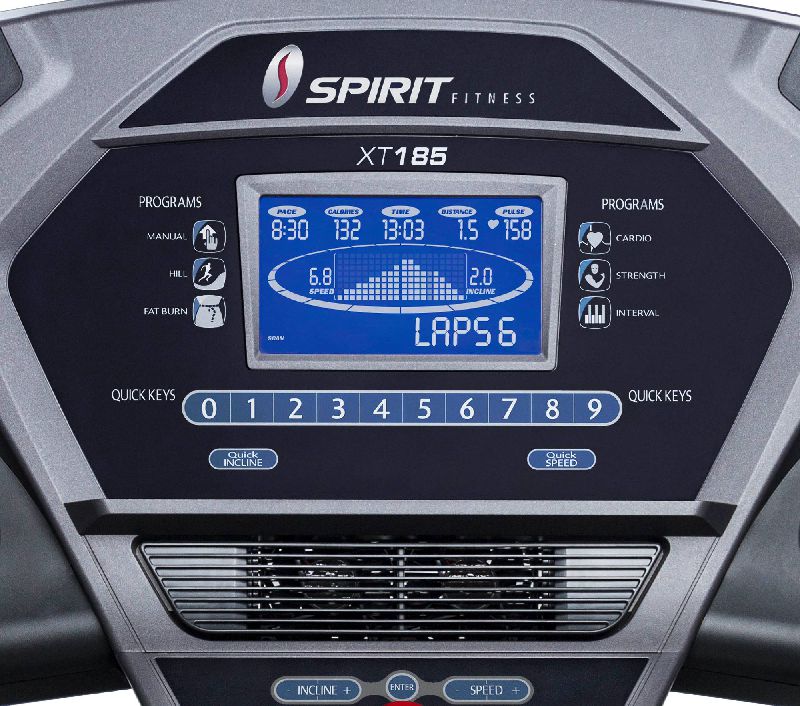 SPIRIT FITNESS
XT185
PROGRAMS
MANUAL
HILL
FAT BURN
PACE CALORIES TIME DISTANCE PULSE
8:30 132 13:03 1.5 158
6.8 SPEED
2.0 INCLINE
LAPS 6
SCAN
PROGRAMS
CARDIO
STRENGTH
INTERVAL
QUICK KEYS 0 1 2 3 4 5 6 7 8 9 QUICK KEYS
Quick
INCLINE
Quick
SPEED
- INCLINE + ENTER - SPEED +